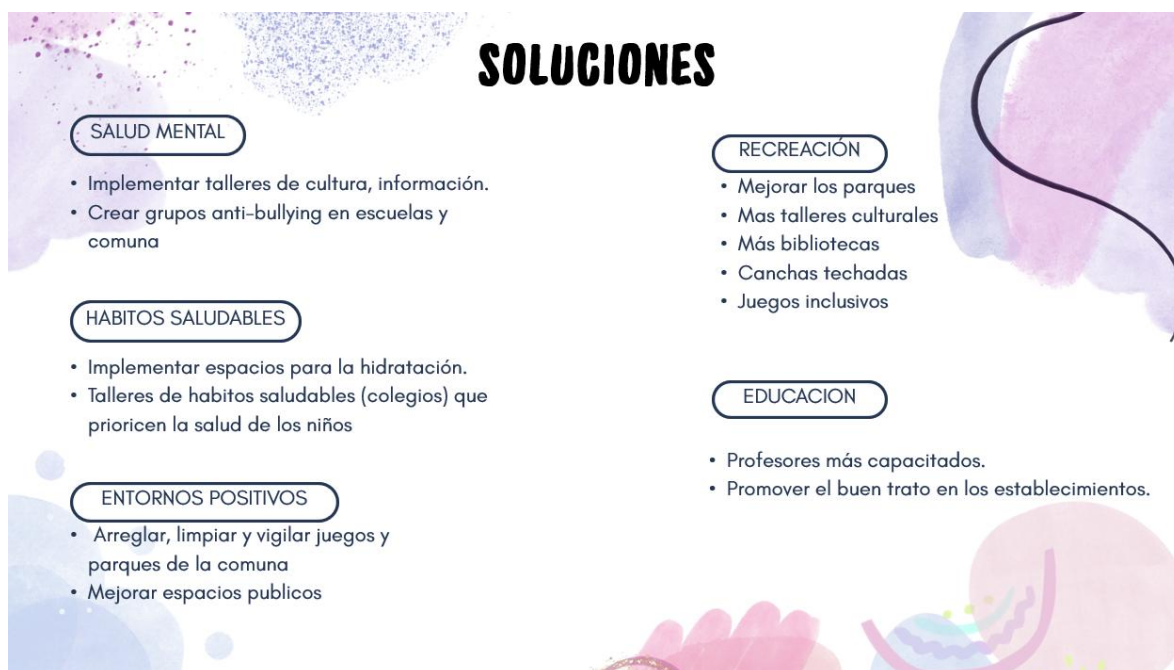 SOLUCIONES
SALUD MENTAL
• Implementar talleres de cultura, información.
• Crear grupos anti-bullying en escuelas y
comuna
HABITOS SALUDABLES
• Implementar espacios para la hidratación.
• Talleres de habitos saludables (colegios) que
prioricen la salud de los niños
ENTORNOS POSITIVOS
• Arreglar, limpiar y vigilar juegos y
parques de la comuna
• Mejorar espacios publicos
RECREACIÓN
• Mejorar los parques
• Mas talleres culturales
• Más bibliotecas
• Canchas techadas
• Juegos inclusivos
EDUCACION
• Profesores más capacitados.
• Promover el buen trato en los establecimientos.